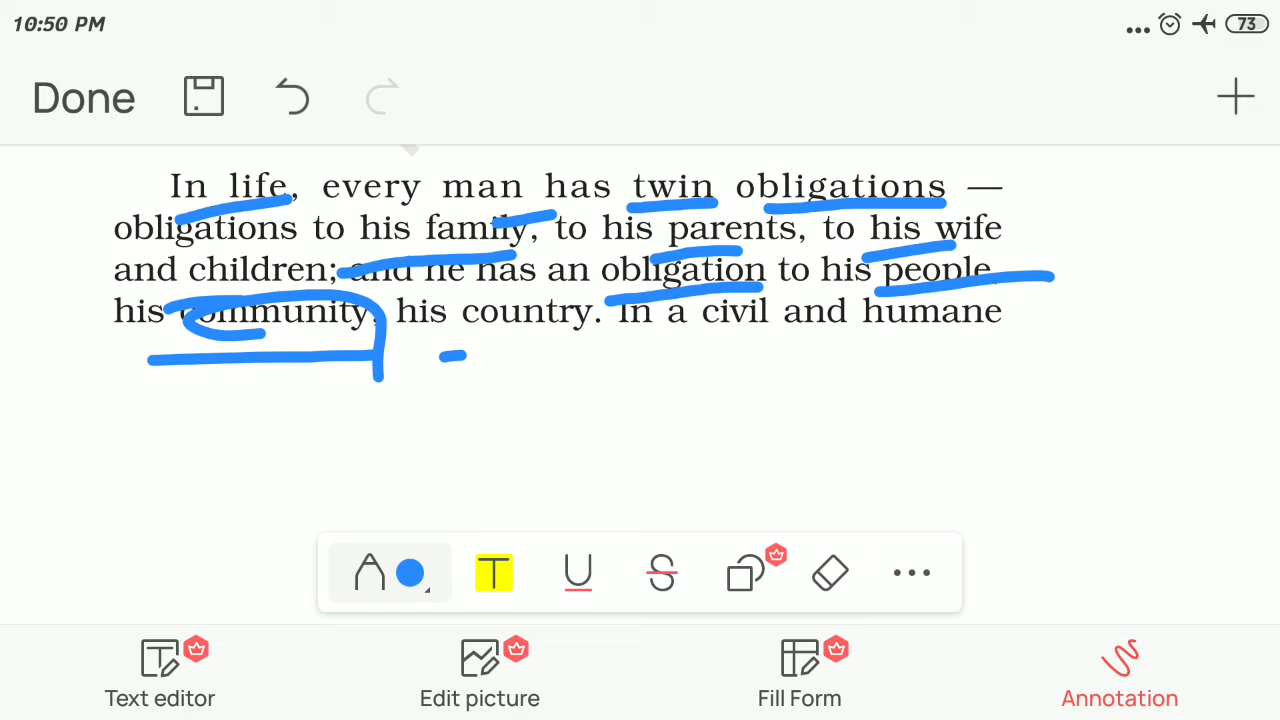 10:50 PM
73
Done
In life, every man has twin obligations —
obligations to his family, to his parents, to his wife
and children; and he has an obligation to his people,
his community, his country. In a civil and humane
T
U
S
Text editor
Edit picture
Fill Form
Annotation